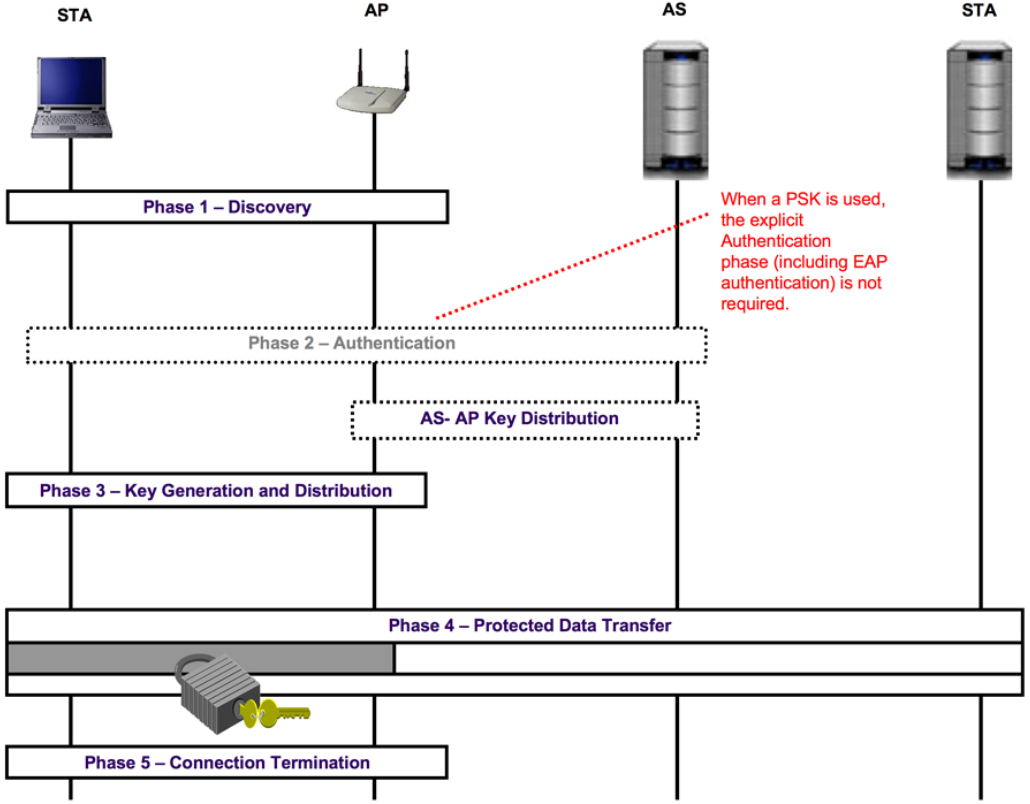 STA
AP
AS
STA
Phase 1 – Discovery
When a PSK is used,
the explicit
Authentication
phase (including EAP
authentication) is not
required.
Phase 2 – Authentication
AS- AP Key Distribution
Phase 3 – Key Generation and Distribution
Phase 4 – Protected Data Transfer
Phase 5 – Connection Termination